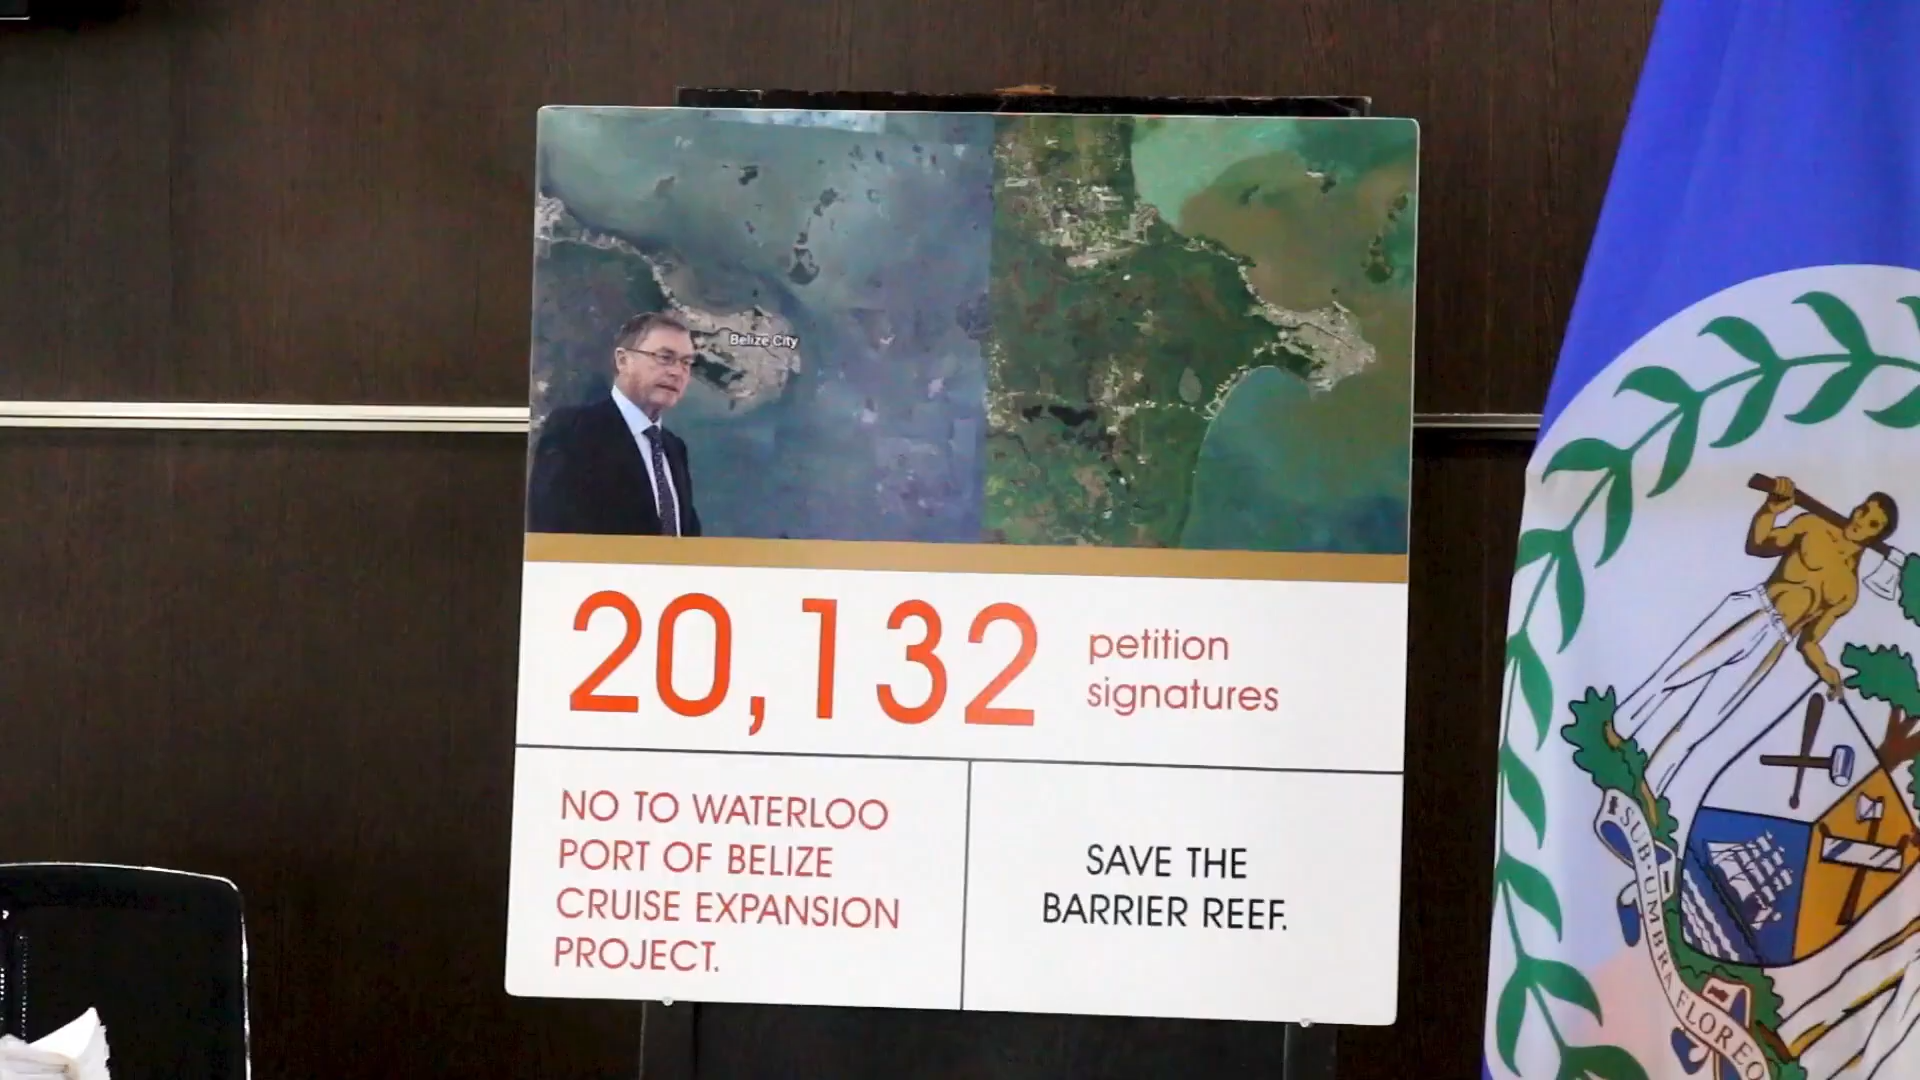 Belize City
20,132
petition
signatures
NO TO WATERLOO
PORT OF BELIZE
CRUISE EXPANSION
PROJECT.
SAVE THE
BARRIER REEF.
SUB·UMBRA FLOREO